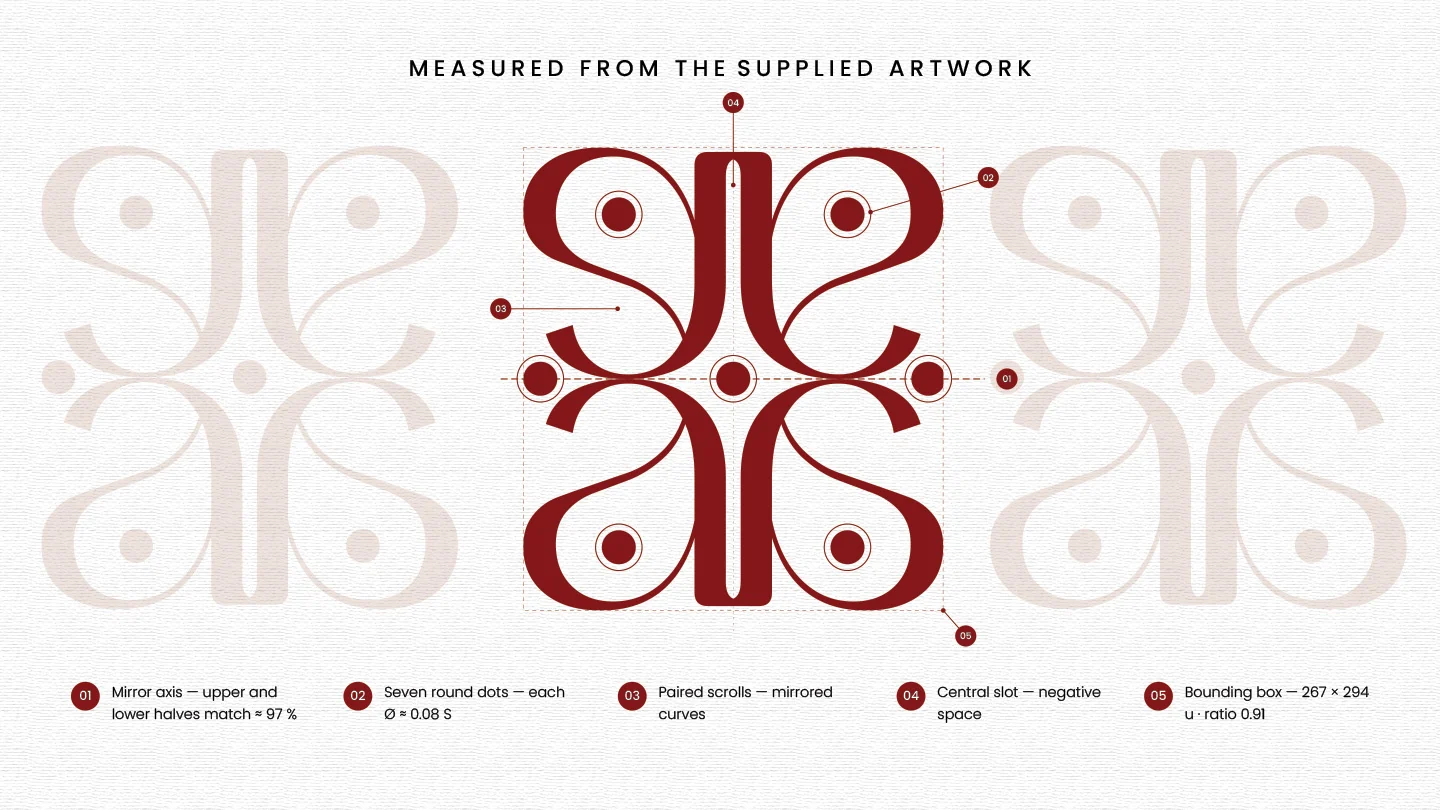 MEASURED FROM THE SUPPLIED ARTWORK
04
02
03
01
05
01 Mirror axis — upper and
lower halves match ≈ 97 %
02 Seven round dots — each
Ø ≈ 0.08 S
03 Paired scrolls — mirrored
curves
04 Central slot — negative
space
05 Bounding box — 267 × 294
u · ratio 0.91